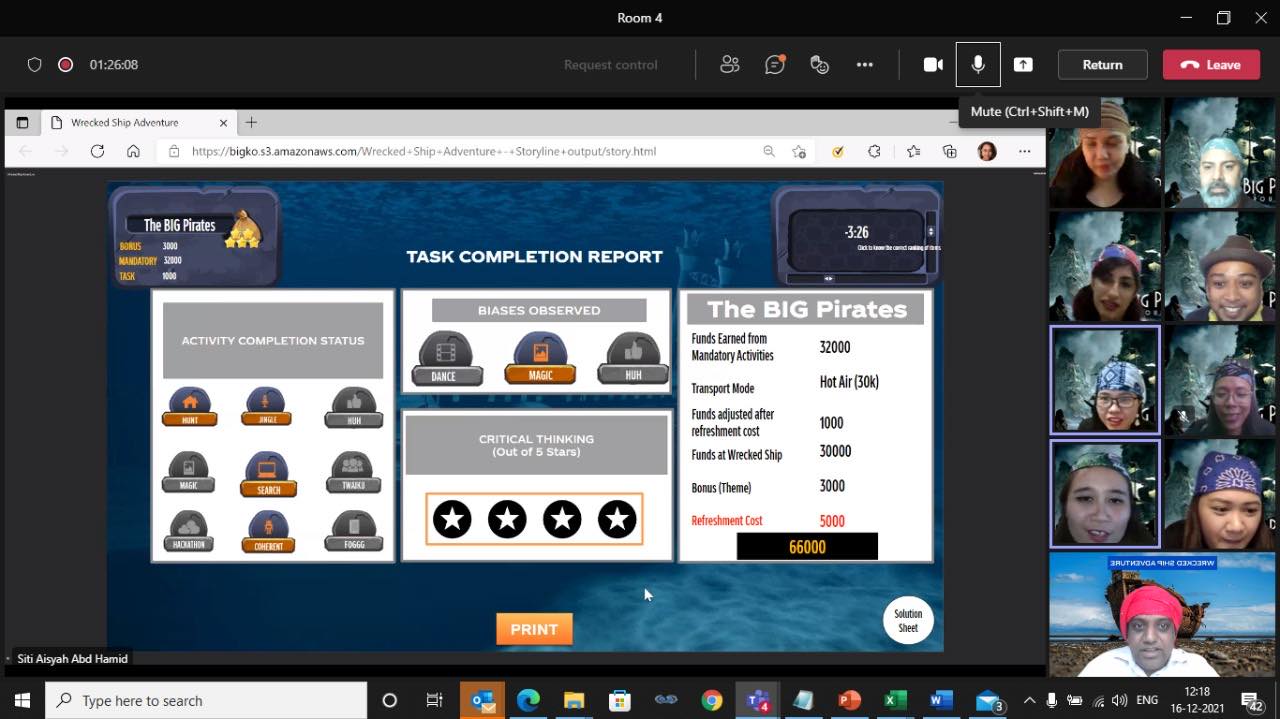 Room 4
01:26:08
Request control
Return
Leave
Mute (Ctrl+Shift+M)
Wrecked Ship Adventure
https://bigko.s3.amazonaws.com/Wrecked+Ship+Adventure+-+Storyline+output/story.html
The BIG Pirates
BONUS 3000
MANDATORY 32000
TASK 1000
TASK COMPLETION REPORT
-3:26
Click to know the correct ranking of items
ACTIVITY COMPLETION STATUS
HUNT
JINGLE
HUH
MAGIC
SEARCH
TWAIKU
HACKATHON
COHERENT
FOGGG
BIASES OBSERVED
DANCE
MAGIC
HUH
CRITICAL THINKING
(Out of 5 Stars)
The BIG Pirates
Funds Earned from
Mandatory Activities 32000
Transport Mode Hot Air (30k)
Funds adjusted after
refreshment cost 1000
Funds at Wrecked Ship 30000
Bonus (Theme) 3000
Refreshment Cost 5000
66000
PRINT
Solution
Sheet
WRECKED SHIP ADVENTURE
Siti Aisyah Abd Hamid
Type here to search
4
3
ENG
12:18
16-12-2021
42